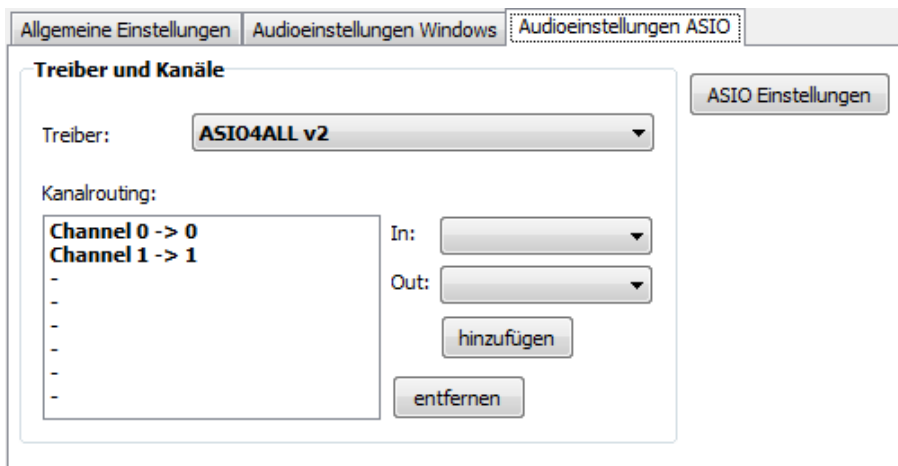 Allgemeine Einstellungen Audioeinstellungen Windows Audioeinstellungen ASIO
Treiber und Kanäle
ASIO Einstellungen
Treiber: ASIO4ALL v2
Kanalrouting:
Channel 0 -> 0
Channel 1 -> 1
-
-
-
-
-
-
In:
Out:
hinzufügen
entfernen